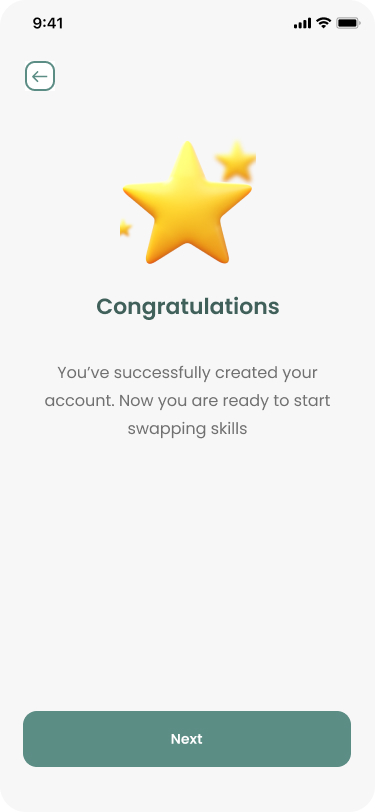 9:41
Congratulations
You’ve successfully created your
account. Now you are ready to start
swapping skills
Next